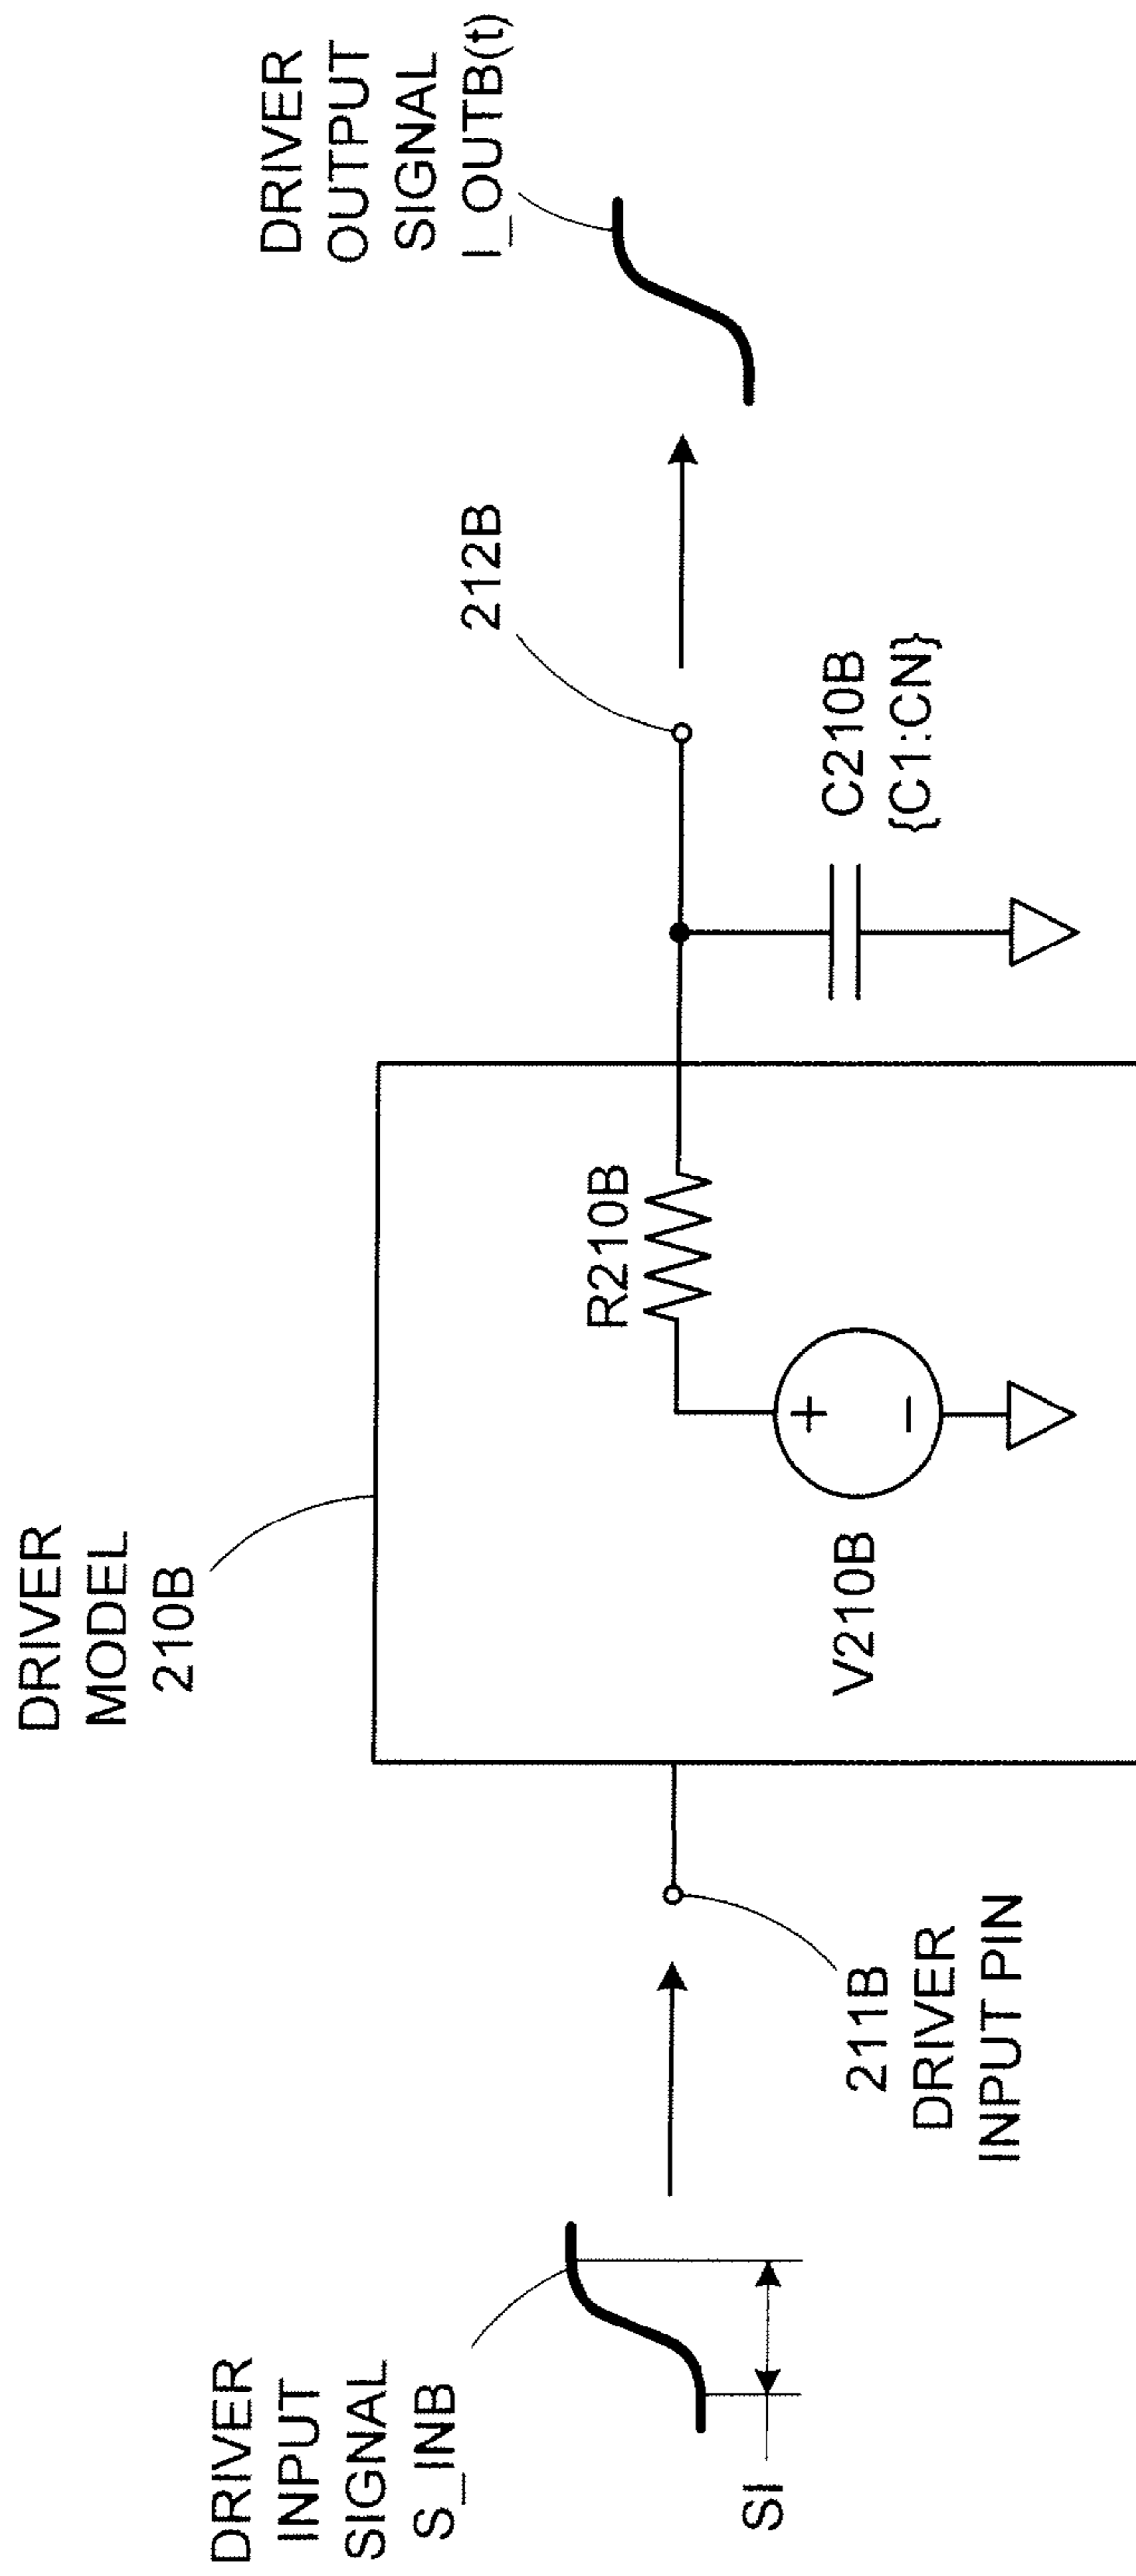 DRIVER
INPUT
SIGNAL
S_INB
SI
211B
DRIVER
INPUT PIN
DRIVER
MODEL
210B
V210B
+
−
R210B
C210B
{C1:CN}
212B
DRIVER
OUTPUT
SIGNAL
I_OUTB(t)